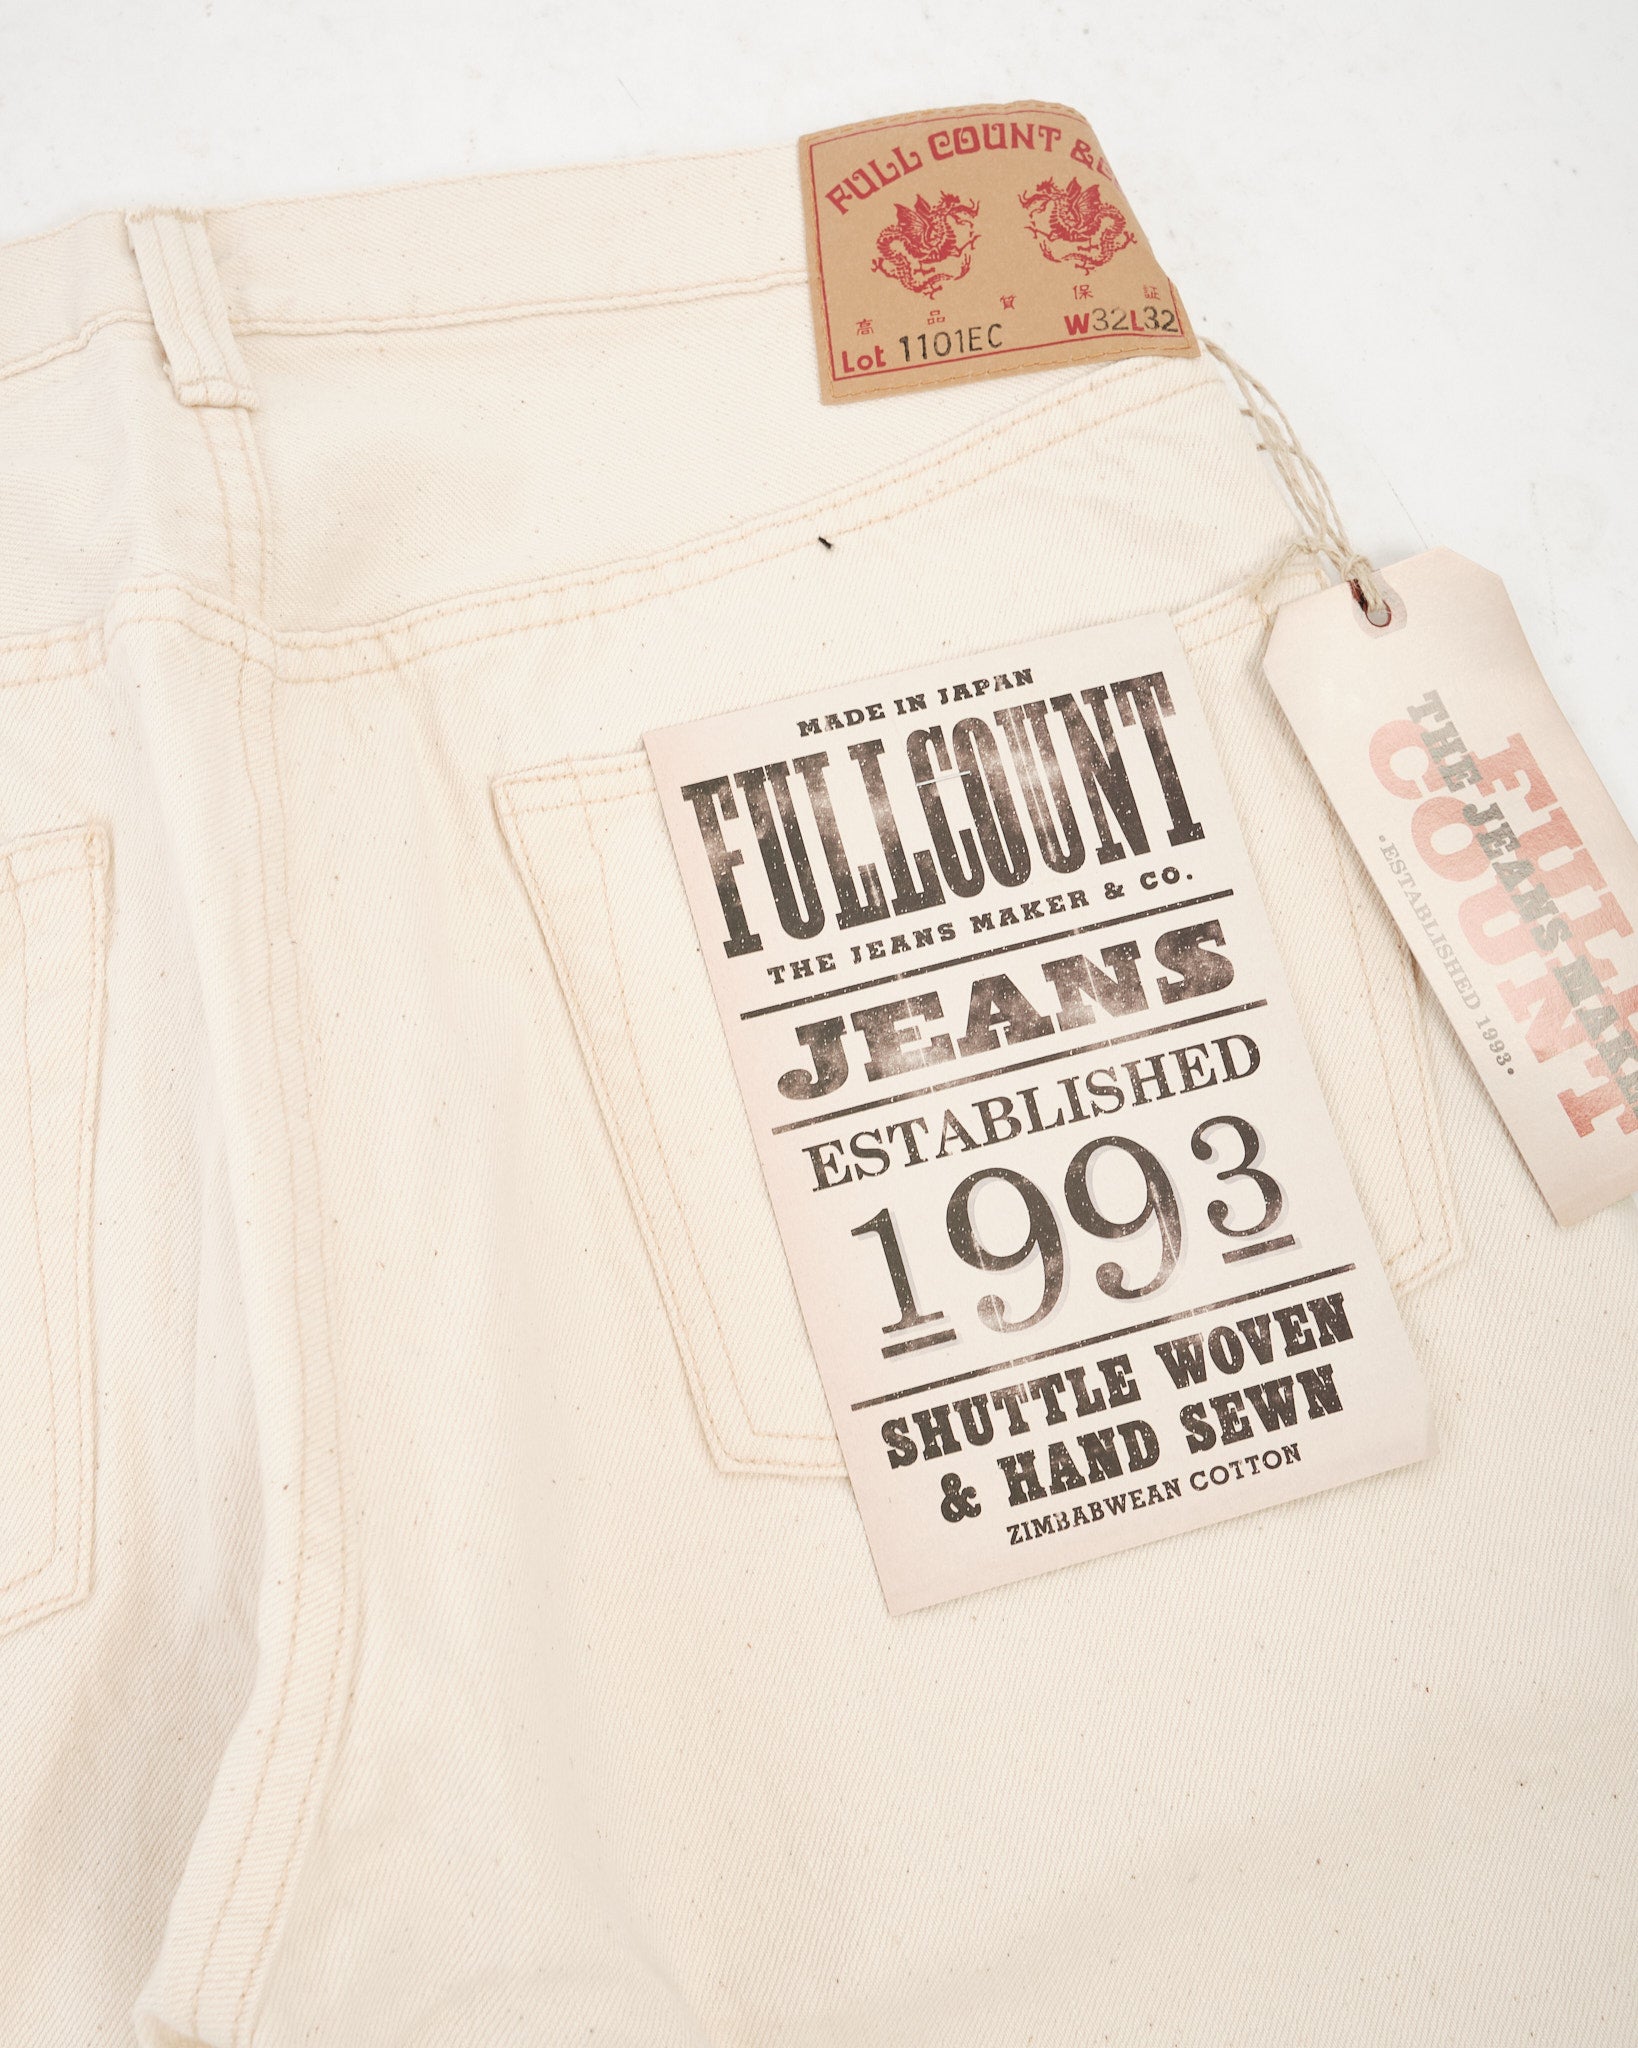 FULL COUNT &
高品質保証
Lot 1101EC W32L32
MADE IN JAPAN
FULLCOUNT
THE JEANS MAKER & CO.
JEANS
ESTABLISHED
1993
SHUTTLE WOVEN
& HAND SEWN
ZIMBABWEAN COTTON
FULL
COUNT
THE JEANS MAKE
·ESTABLISHED 1993·